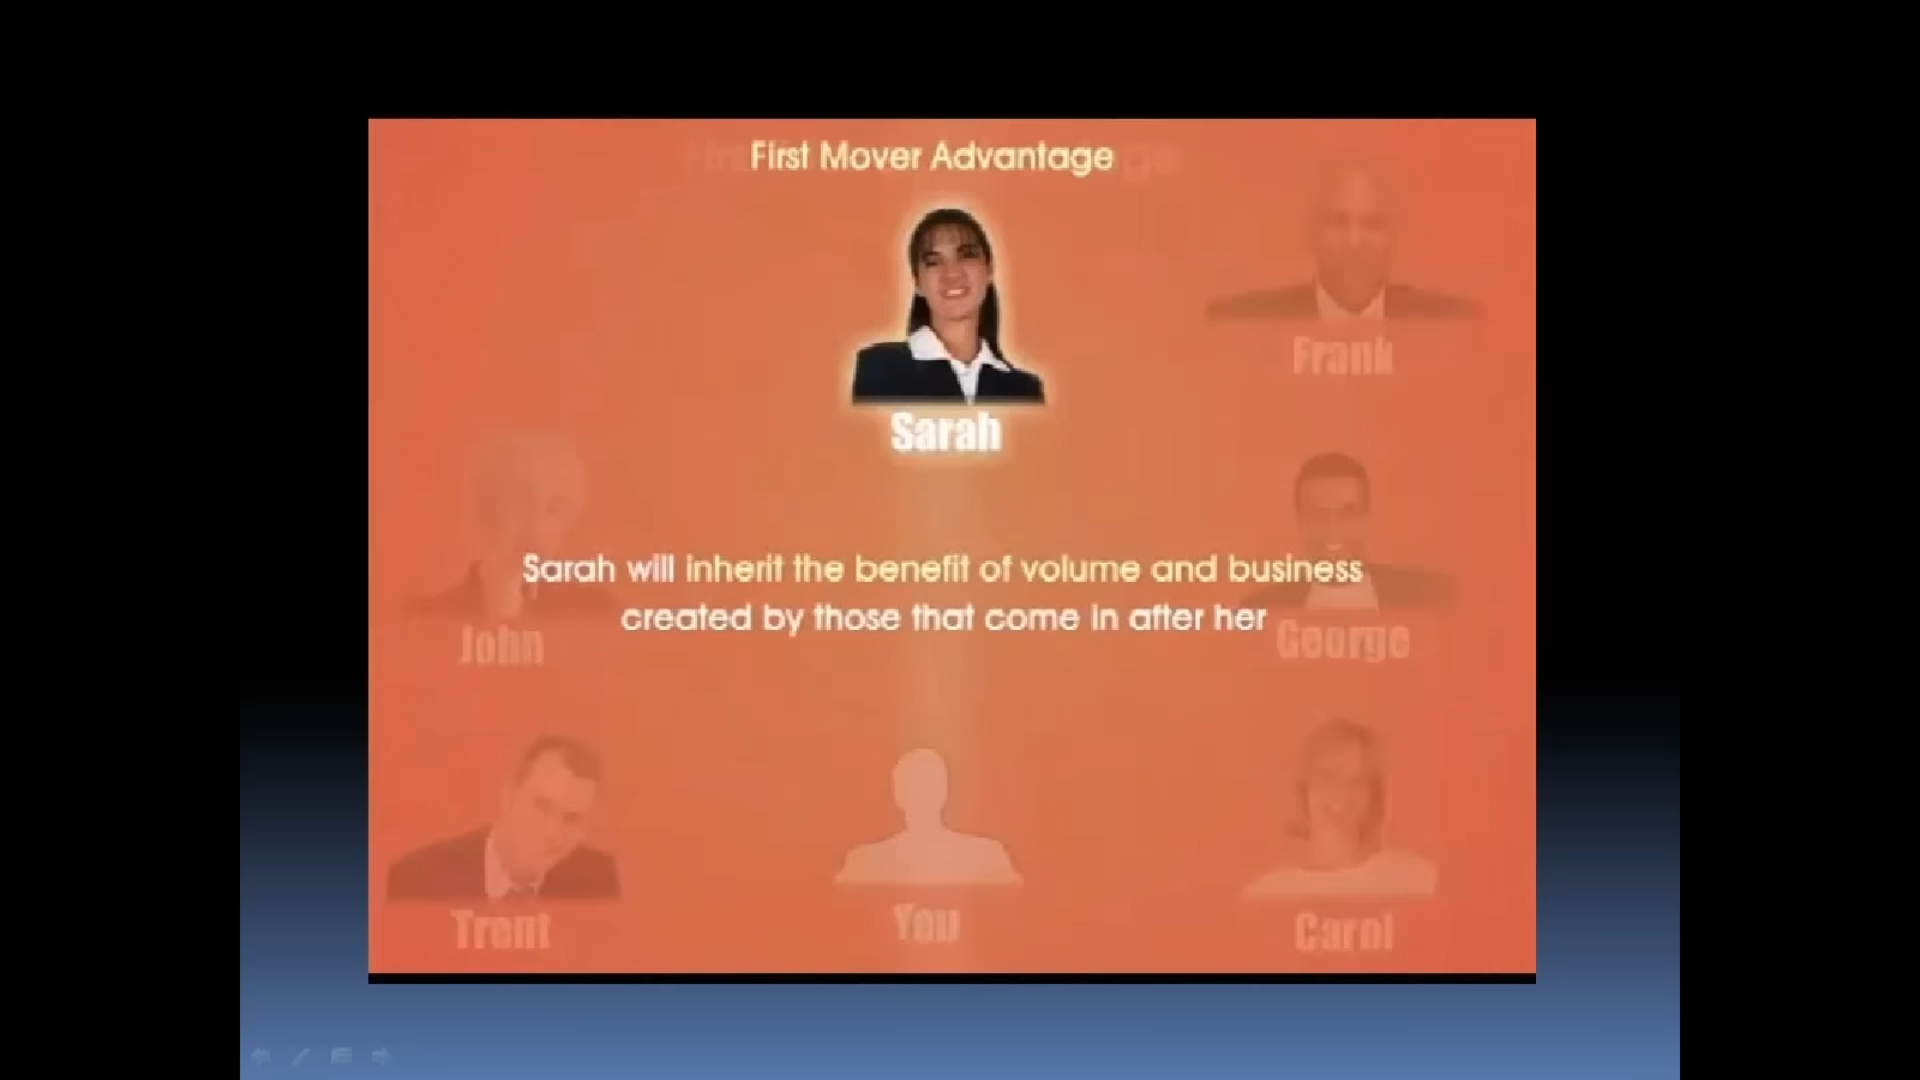 First Mover Advantage
Sarah
Frank
Sarah will inherit the benefit of volume and business
created by those that come in after her
John
George
Trent
You
Carol